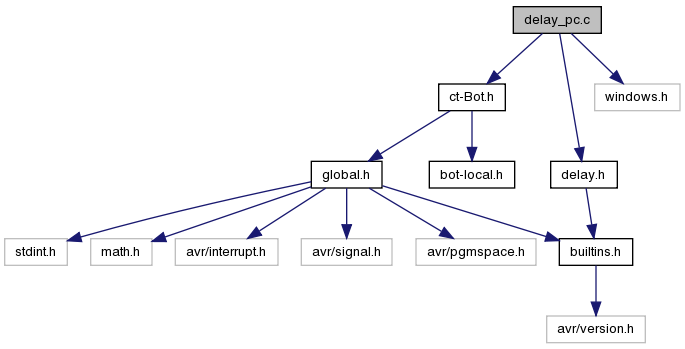 delay_pc.c
ct-Bot.h
windows.h
global.h
bot-local.h
delay.h
stdint.h
math.h
avr/interrupt.h
avr/signal.h
avr/pgmspace.h
builtins.h
avr/version.h